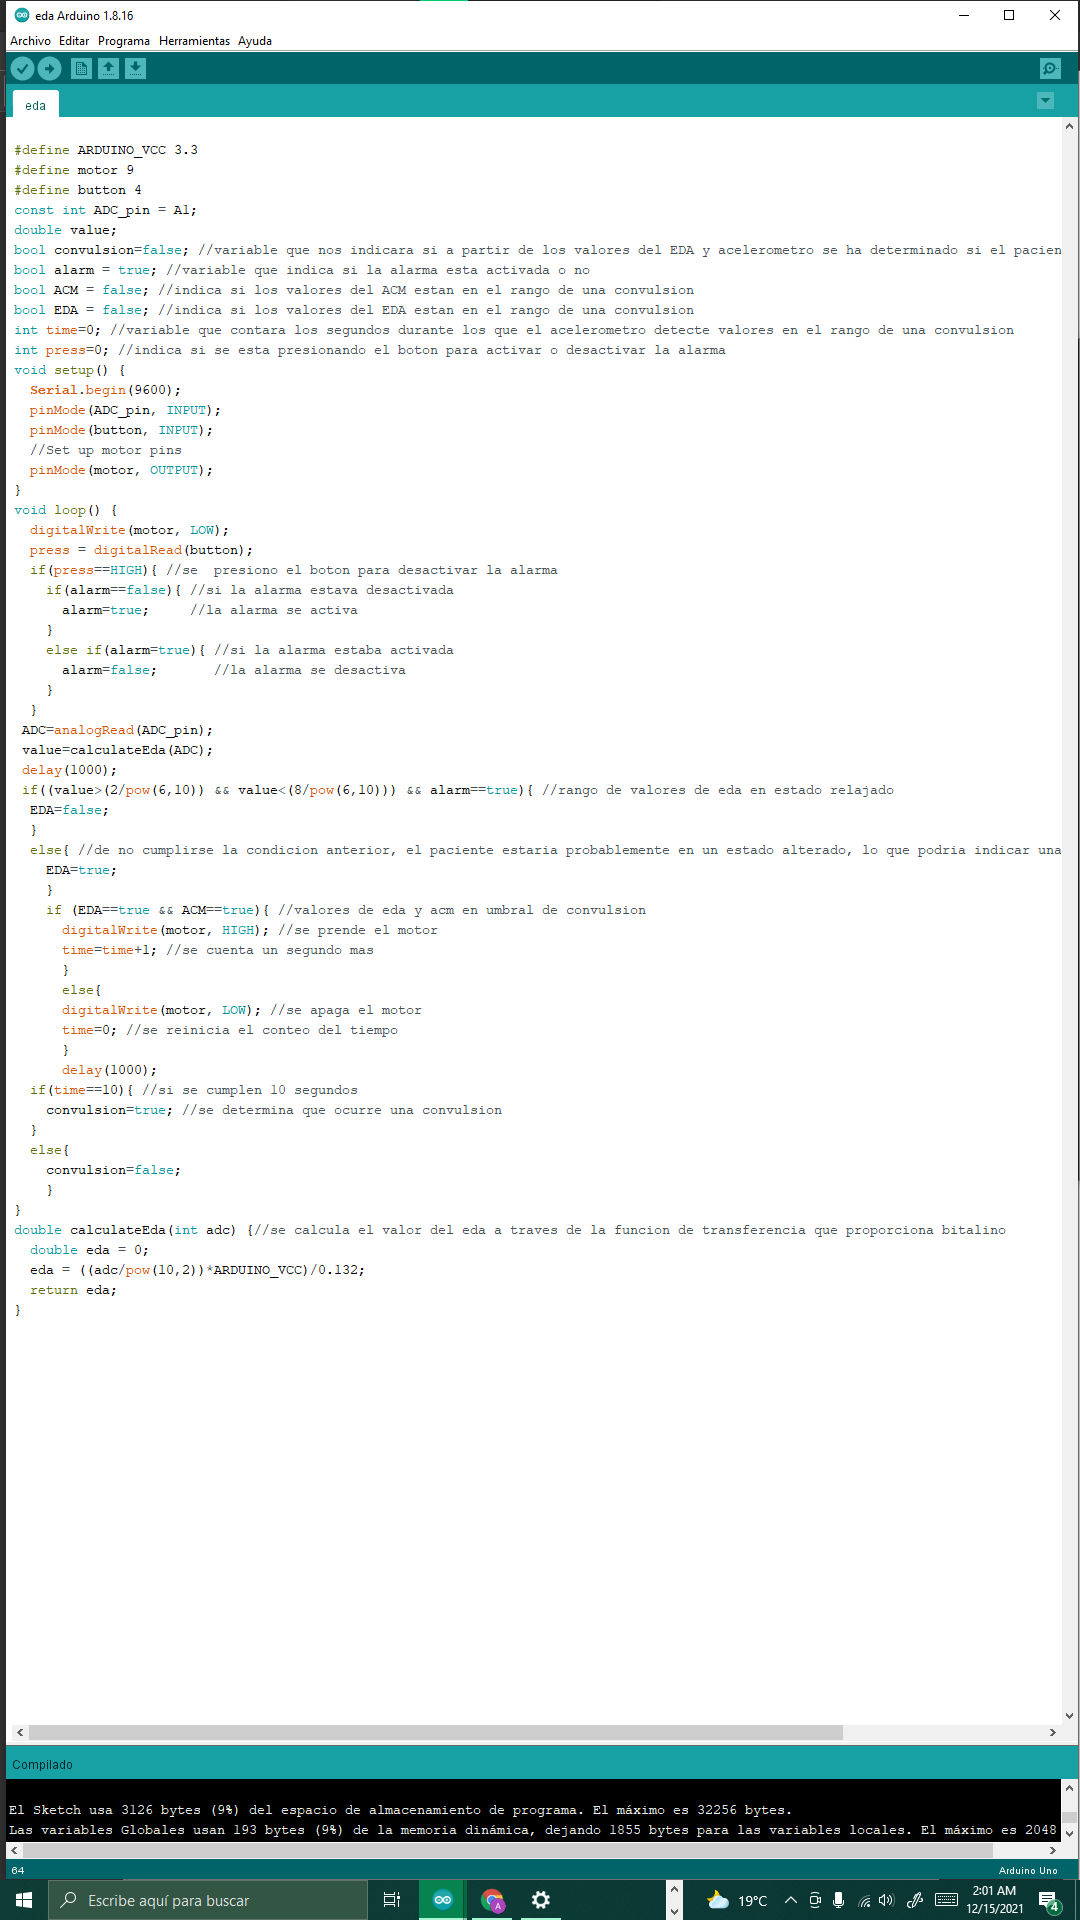 eda Arduino 1.8.16
Archivo Editar Programa Herramientas Ayuda
eda
#define ARDUINO_VCC 3.3
#define motor 9
#define button 4
const int ADC_pin = A1;
double value;
bool convulsion=false; //variable que nos indicara si a partir de los valores del EDA y acelerometro se ha determinado si el pacien
bool alarm = true; //variable que indica si la alarma esta activada o no
bool ACM = false; //indica si los valores del ACM estan en el rango de una convulsion
bool EDA = false; //indica si los valores del EDA estan en el rango de una convulsion
int time=0; //variable que contara los segundos durante los que el acelerometro detecte valores en el rango de una convulsion
int press=0; //indica si se esta presionando el boton para activar o desactivar la alarma
void setup() {
  Serial.begin(9600);
  pinMode(ADC_pin, INPUT);
  pinMode(button, INPUT);
  //Set up motor pins
  pinMode(motor, OUTPUT);
}
void loop() {
  digitalWrite(motor, LOW);
  press = digitalRead(button);
  if(press==HIGH){ //se  presiono el boton para desactivar la alarma
    if(alarm==false){ //si la alarma estava desactivada
      alarm=true;     //la alarma se activa
    }
    else if(alarm=true){ //si la alarma estaba activada
      alarm=false;       //la alarma se desactiva
    }
  }
 ADC=analogRead(ADC_pin);
 value=calculateEda(ADC);
 delay(1000);
 if((value>(2/pow(6,10)) && value<(8/pow(6,10))) && alarm==true){ //rango de valores de eda en estado relajado
  EDA=false;
  }
  else{ //de no cumplirse la condicion anterior, el paciente estaria probablemente en un estado alterado, lo que podria indicar una
    EDA=true;
    }
    if (EDA==true && ACM==true){ //valores de eda y acm en umbral de convulsion
      digitalWrite(motor, HIGH); //se prende el motor
      time=time+1; //se cuenta un segundo mas
      }
      else{
      digitalWrite(motor, LOW); //se apaga el motor
      time=0; //se reinicia el conteo del tiempo
      }
      delay(1000);
  if(time==10){ //si se cumplen 10 segundos
    convulsion=true; //se determina que ocurre una convulsion
  }
  else{
    convulsion=false;
    }
}
double calculateEda(int adc) {//se calcula el valor del eda a traves de la funcion de transferencia que proporciona bitalino
  double eda = 0;
  eda = ((adc/pow(10,2))*ARDUINO_VCC)/0.132;
  return eda;
}
Compilado
El Sketch usa 3126 bytes (9%) del espacio de almacenamiento de programa. El máximo es 32256 bytes.
Las variables Globales usan 193 bytes (9%) de la memoria dinámica, dejando 1855 bytes para las variables locales. El máximo es 2048
64
Arduino Uno
Escribe aquí para buscar
A
19°C
2:01 AM
12/15/2021
4